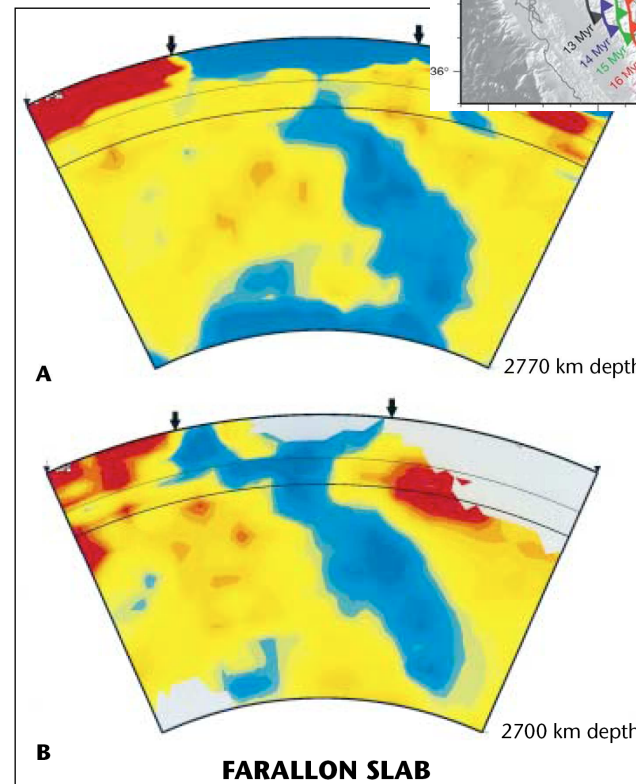 36°
13 Myr
14 Myr
15 Myr
16 Myr
A
2770 km depth
2700 km depth
B
FARALLON SLAB